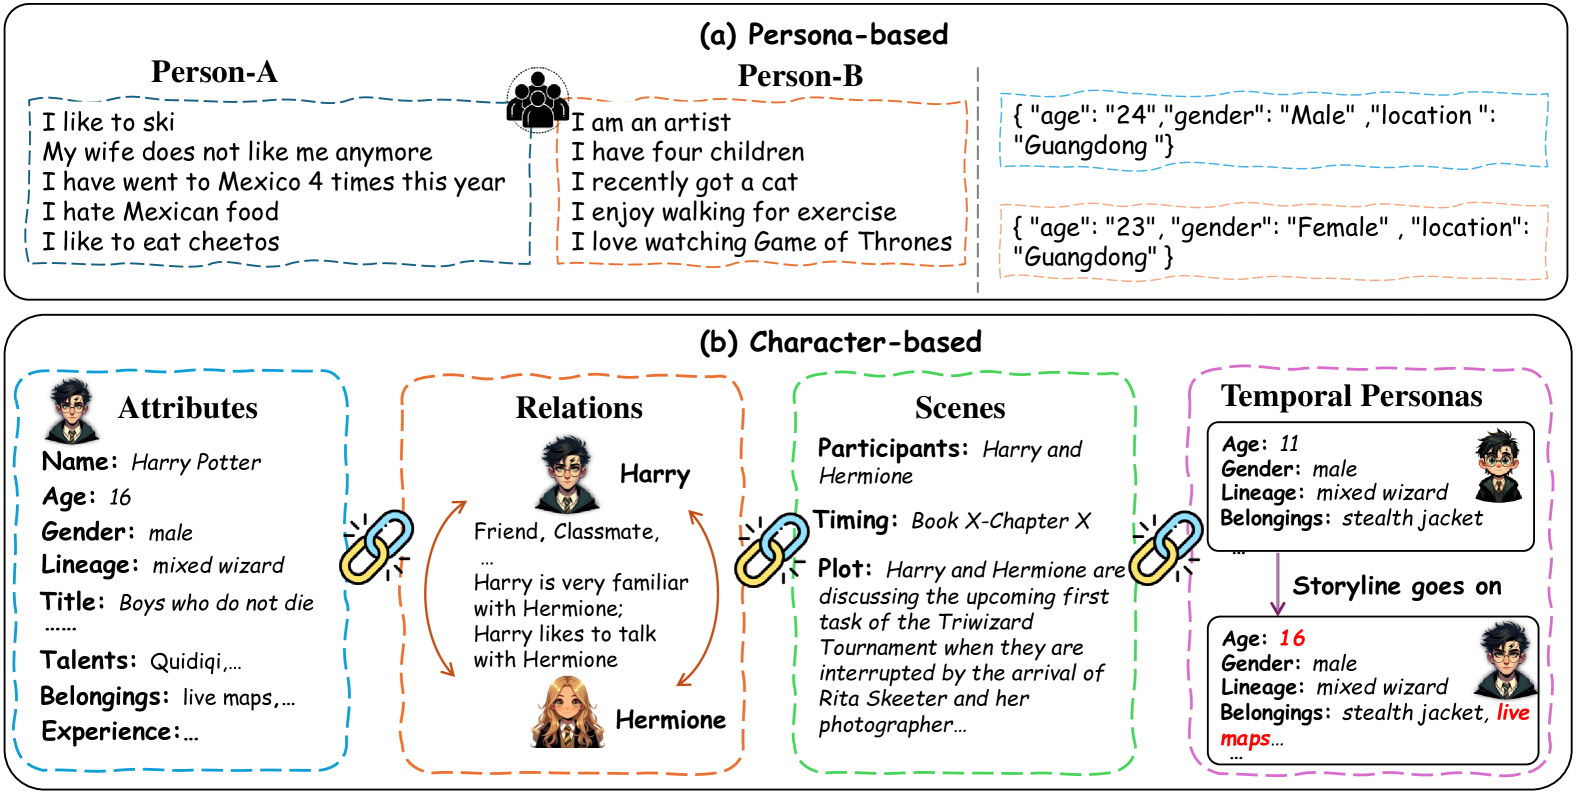 (a) Persona-based
Person-A
I like to ski
My wife does not like me anymore
I have went to Mexico 4 times this year
I hate Mexican food
I like to eat cheetos
Person-B
I am an artist
I have four children
I recently got a cat
I enjoy walking for exercise
I love watching Game of Thrones
{ "age": "24","gender": "Male" ,"location ":
"Guangdong "}
{ "age": "23", "gender": "Female" , "location":
"Guangdong" }
(b) Character-based
Attributes
Name: Harry Potter
Age: 16
Gender: male
Lineage: mixed wizard
Title: Boys who do not die
……
Talents: Quidiqi,…
Belongings: live maps,…
Experience:…
Relations
Harry
Friend, Classmate,
…
Harry is very familiar
with Hermione;
Harry likes to talk
with Hermione
Hermione
Scenes
Participants: Harry and
Hermione
Timing: Book X-Chapter X
Plot: Harry and Hermione are
discussing the upcoming first
task of the Triwizard
Tournament when they are
interrupted by the arrival of
Rita Skeeter and her
photographer…
Temporal Personas
Age: 11
Gender: male
Lineage: mixed wizard
Belongings: stealth jacket
…
Storyline goes on
Age: 16
Gender: male
Lineage: mixed wizard
Belongings: stealth jacket, live
maps…
…